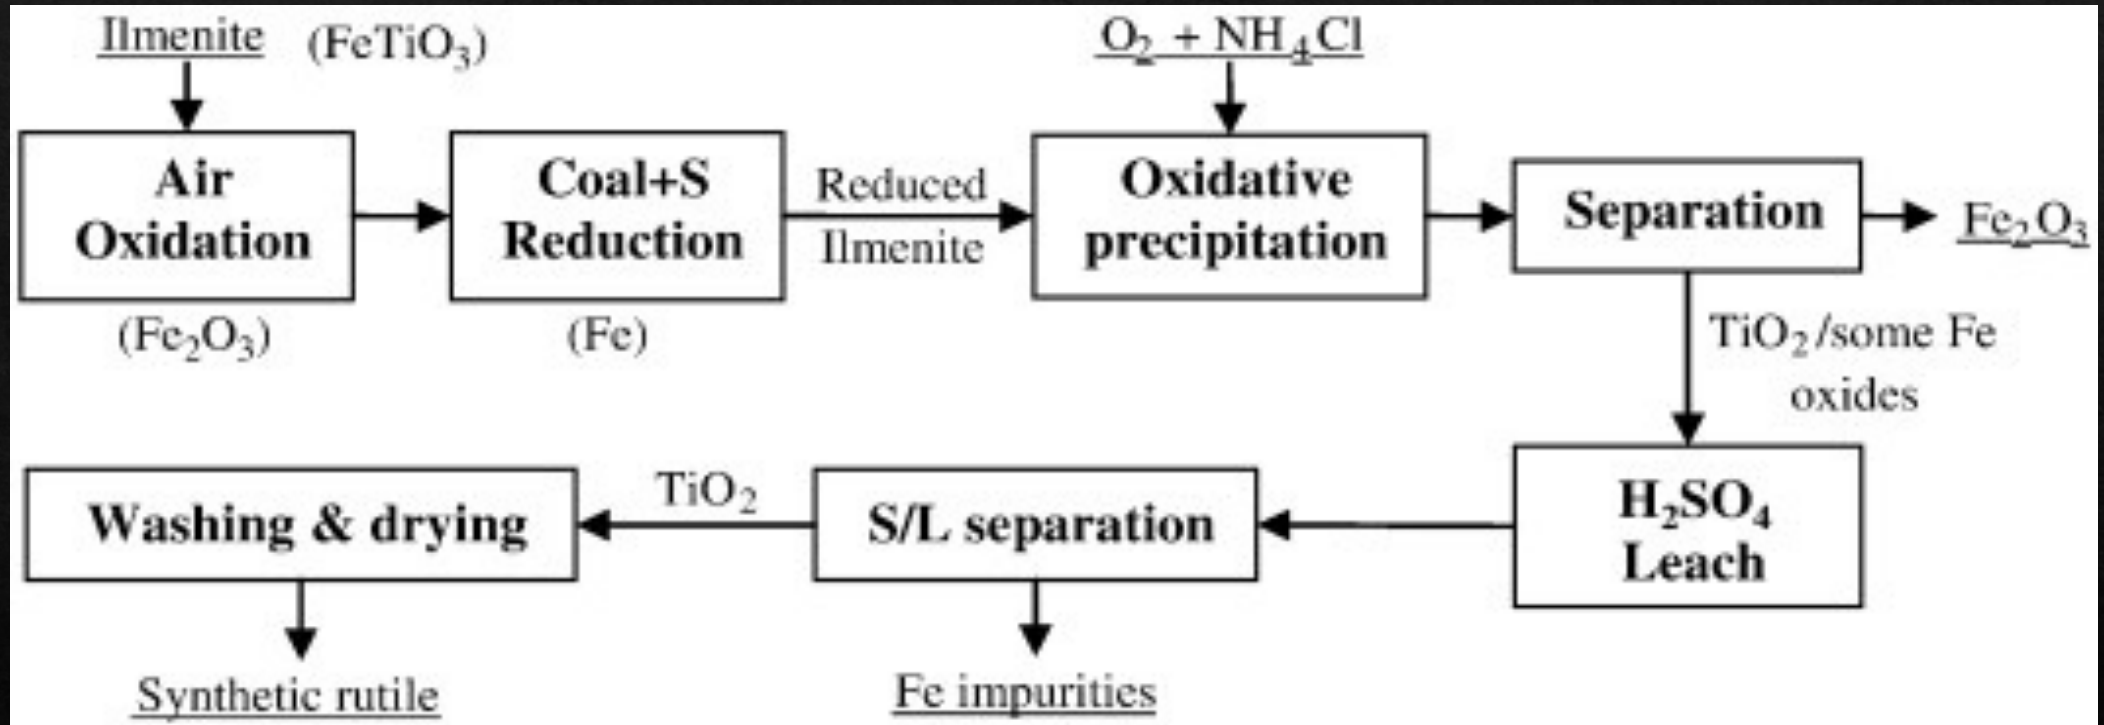 Ilmenite (FeTiO₃)
O₂ + NH₄Cl
Air
Oxidation
(Fe₂O₃)
Coal+S
Reduction
(Fe)
Reduced
Ilmenite
Oxidative
precipitation
Separation
Fe₂O₃
TiO₂/some Fe
oxides
H₂SO₄
Leach
S/L separation
Fe impurities
TiO₂
Washing & drying
Synthetic rutile